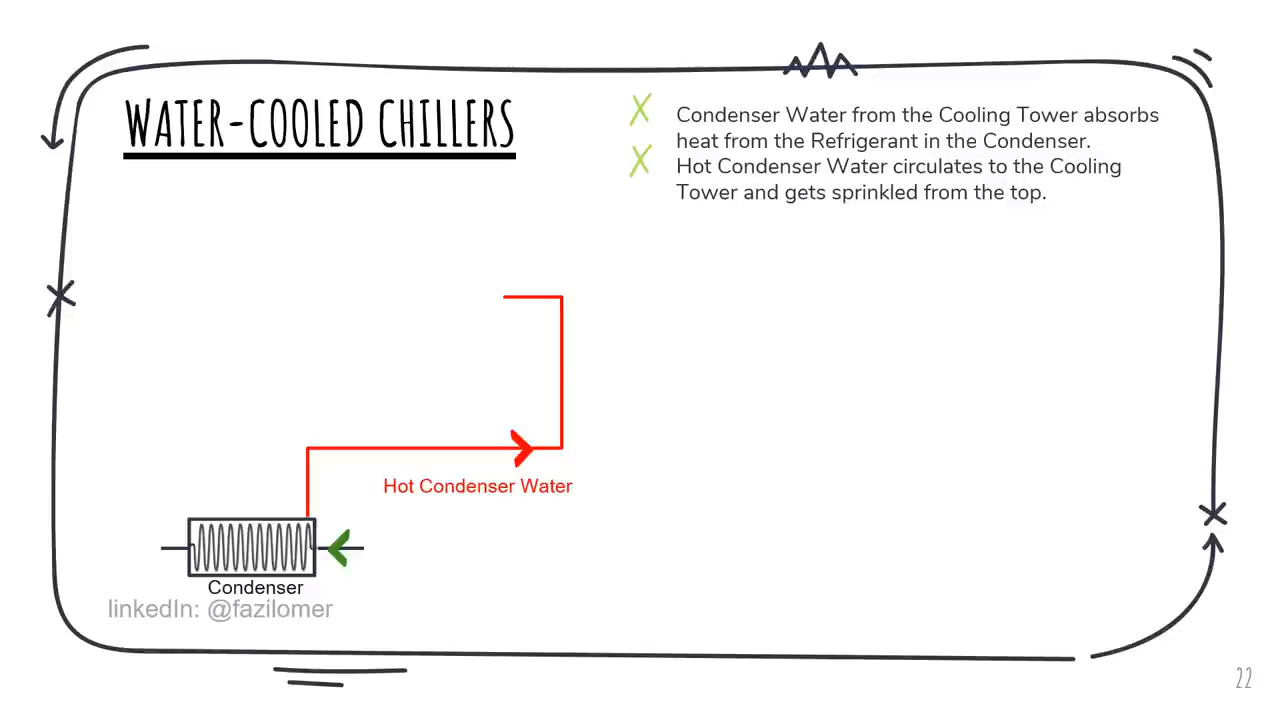 WATER-COOLED CHILLERS
Condenser Water from the Cooling Tower absorbs
heat from the Refrigerant in the Condenser.
Hot Condenser Water circulates to the Cooling
Tower and gets sprinkled from the top.
Hot Condenser Water
Condenser
linkedIn: @fazilomer
22